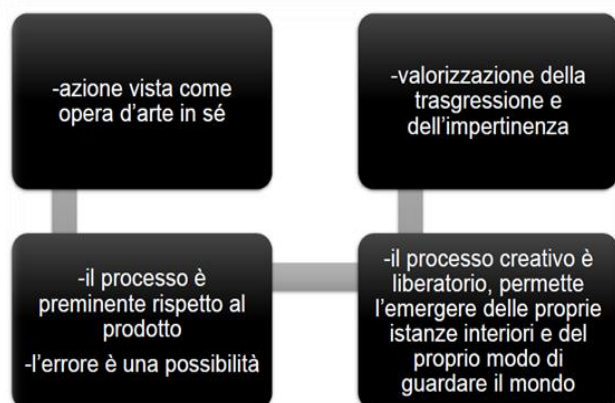 -azione vista come
opera d’arte in sé
-il processo è
preminente rispetto al
prodotto
-l’errore è una possibilità
-il processo creativo è
liberatorio, permette
l’emergere delle proprie
istanze interiori e del
proprio modo di
guardare il mondo
-valorizzazione della
trasgressione e
dell’impertinenza